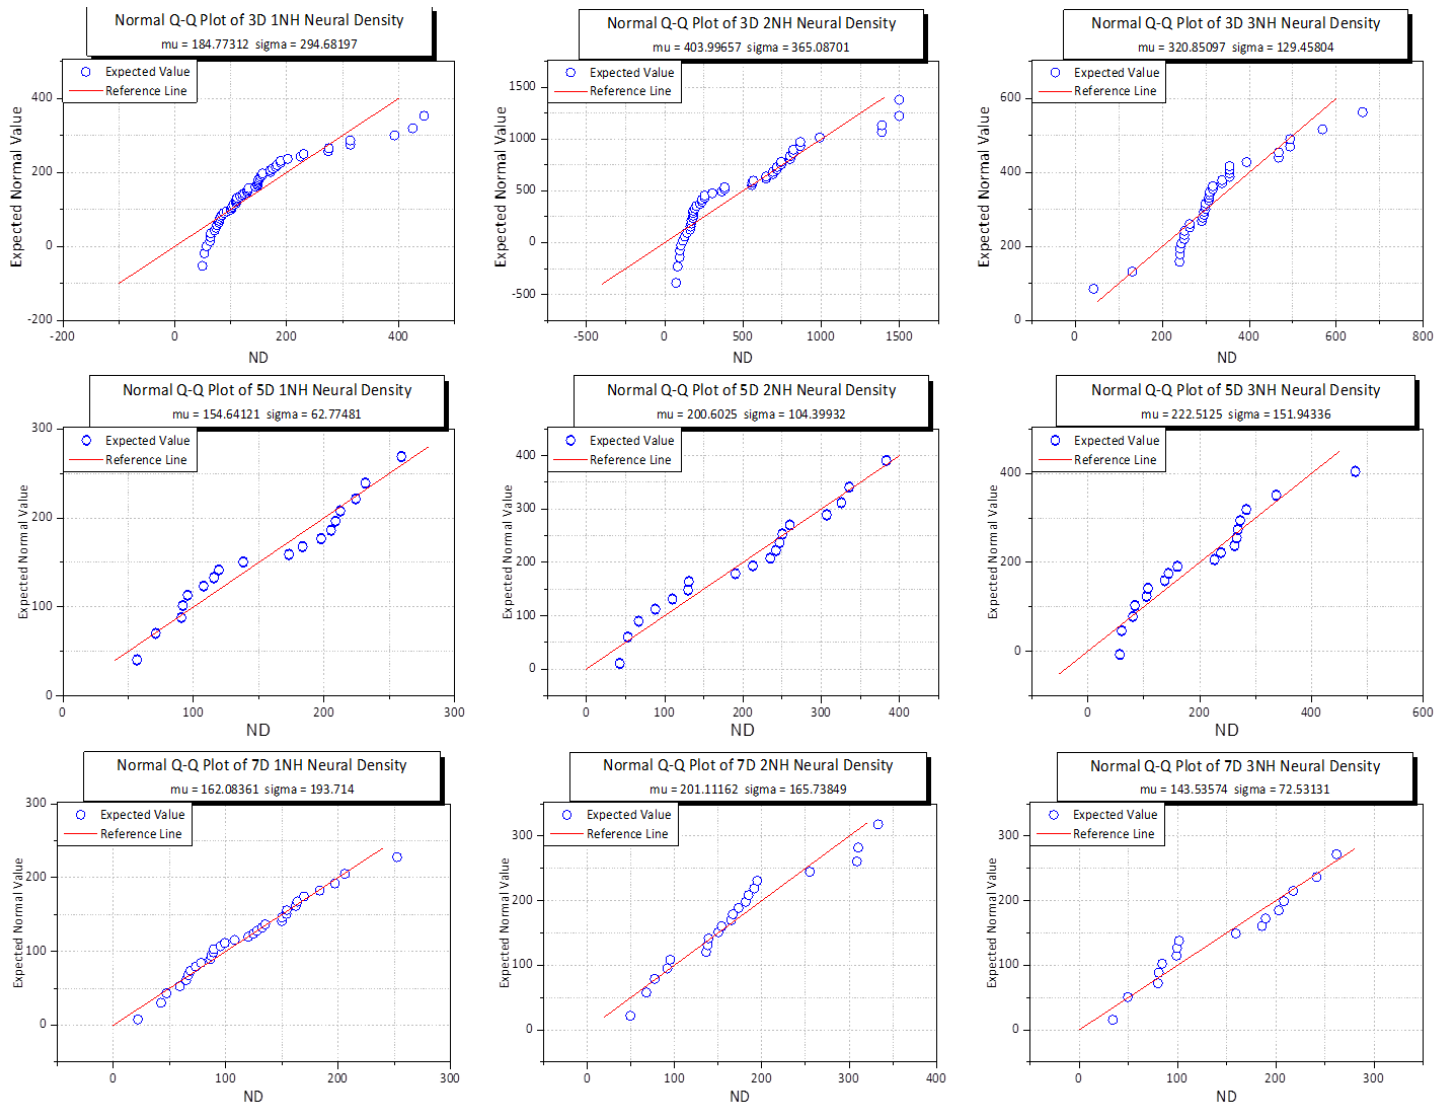 Normal Q-Q Plot of 3D 1NH Neural Density
mu = 184.77312 sigma = 294.68197
Expected Value
Reference Line
Expected Normal Value
400
200
0
-200
-200
0
200
400
ND
Normal Q-Q Plot of 3D 2NH Neural Density
mu = 403.99657 sigma = 365.08701
Expected Value
Reference Line
Expected Normal Value
1500
1000
500
0
-500
-500
0
500
1000
1500
ND
Normal Q-Q Plot of 3D 3NH Neural Density
mu = 320.85097 sigma = 129.45804
Expected Value
Reference Line
Expected Normal Value
600
400
200
0
0
200
400
600
800
ND
Normal Q-Q Plot of 5D 1NH Neural Density
mu = 154.64121 sigma = 62.77481
Expected Value
Reference Line
Expected Normal Value
300
200
100
0
0
100
200
300
ND
Normal Q-Q Plot of 5D 2NH Neural Density
mu = 200.6025 sigma = 104.39932
Expected Value
Reference Line
Expected Normal Value
400
300
200
100
0
0
100
200
300
400
ND
Normal Q-Q Plot of 5D 3NH Neural Density
mu = 222.5125 sigma = 151.94336
Expected Value
Reference Line
Expected Normal Value
400
200
0
0
200
400
600
ND
Normal Q-Q Plot of 7D 1NH Neural Density
mu = 162.08361 sigma = 193.714
Expected Value
Reference Line
Expected Normal Value
300
200
100
0
0
100
200
300
ND
Normal Q-Q Plot of 7D 2NH Neural Density
mu = 201.11162 sigma = 165.73849
Expected Value
Reference Line
Expected Normal Value
300
200
100
0
0
100
200
300
400
ND
Normal Q-Q Plot of 7D 3NH Neural Density
mu = 143.53574 sigma = 72.53131
Expected Value
Reference Line
Expected Normal Value
300
200
100
0
0
100
200
300
ND